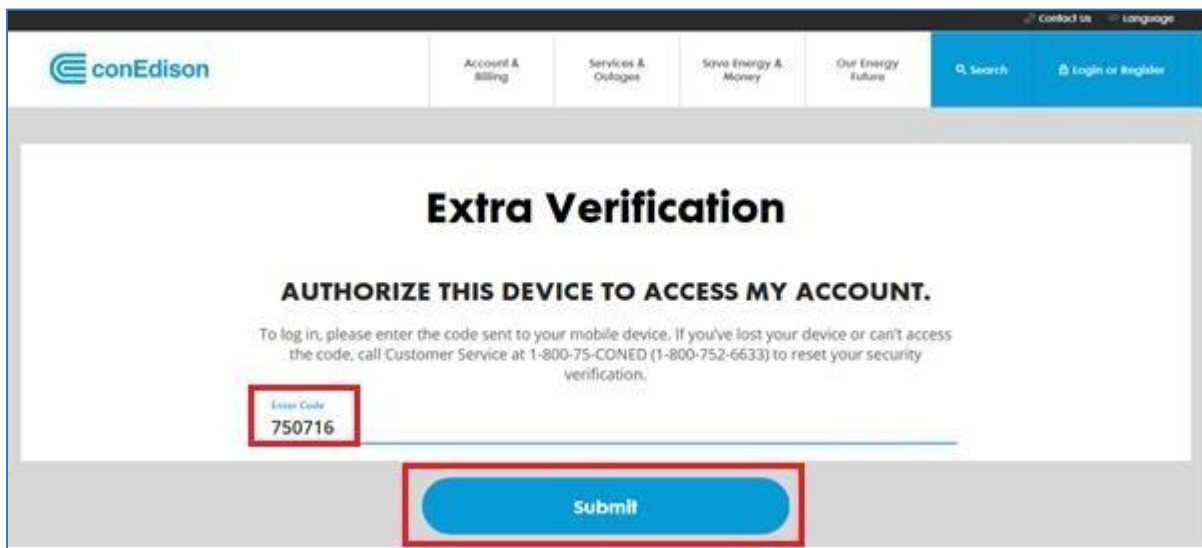 Contact Us Language
conEdison
Account &
Billing
Services &
Outages
Save Energy &
Money
Our Energy
Future
Search
Login or Register
Extra Verification
AUTHORIZE THIS DEVICE TO ACCESS MY ACCOUNT.
To log in, please enter the code sent to your mobile device. If you've lost your device or can't access
the code, call Customer Service at 1-800-75-CONED (1-800-752-6633) to reset your security
verification.
Enter Code
750716
Submit